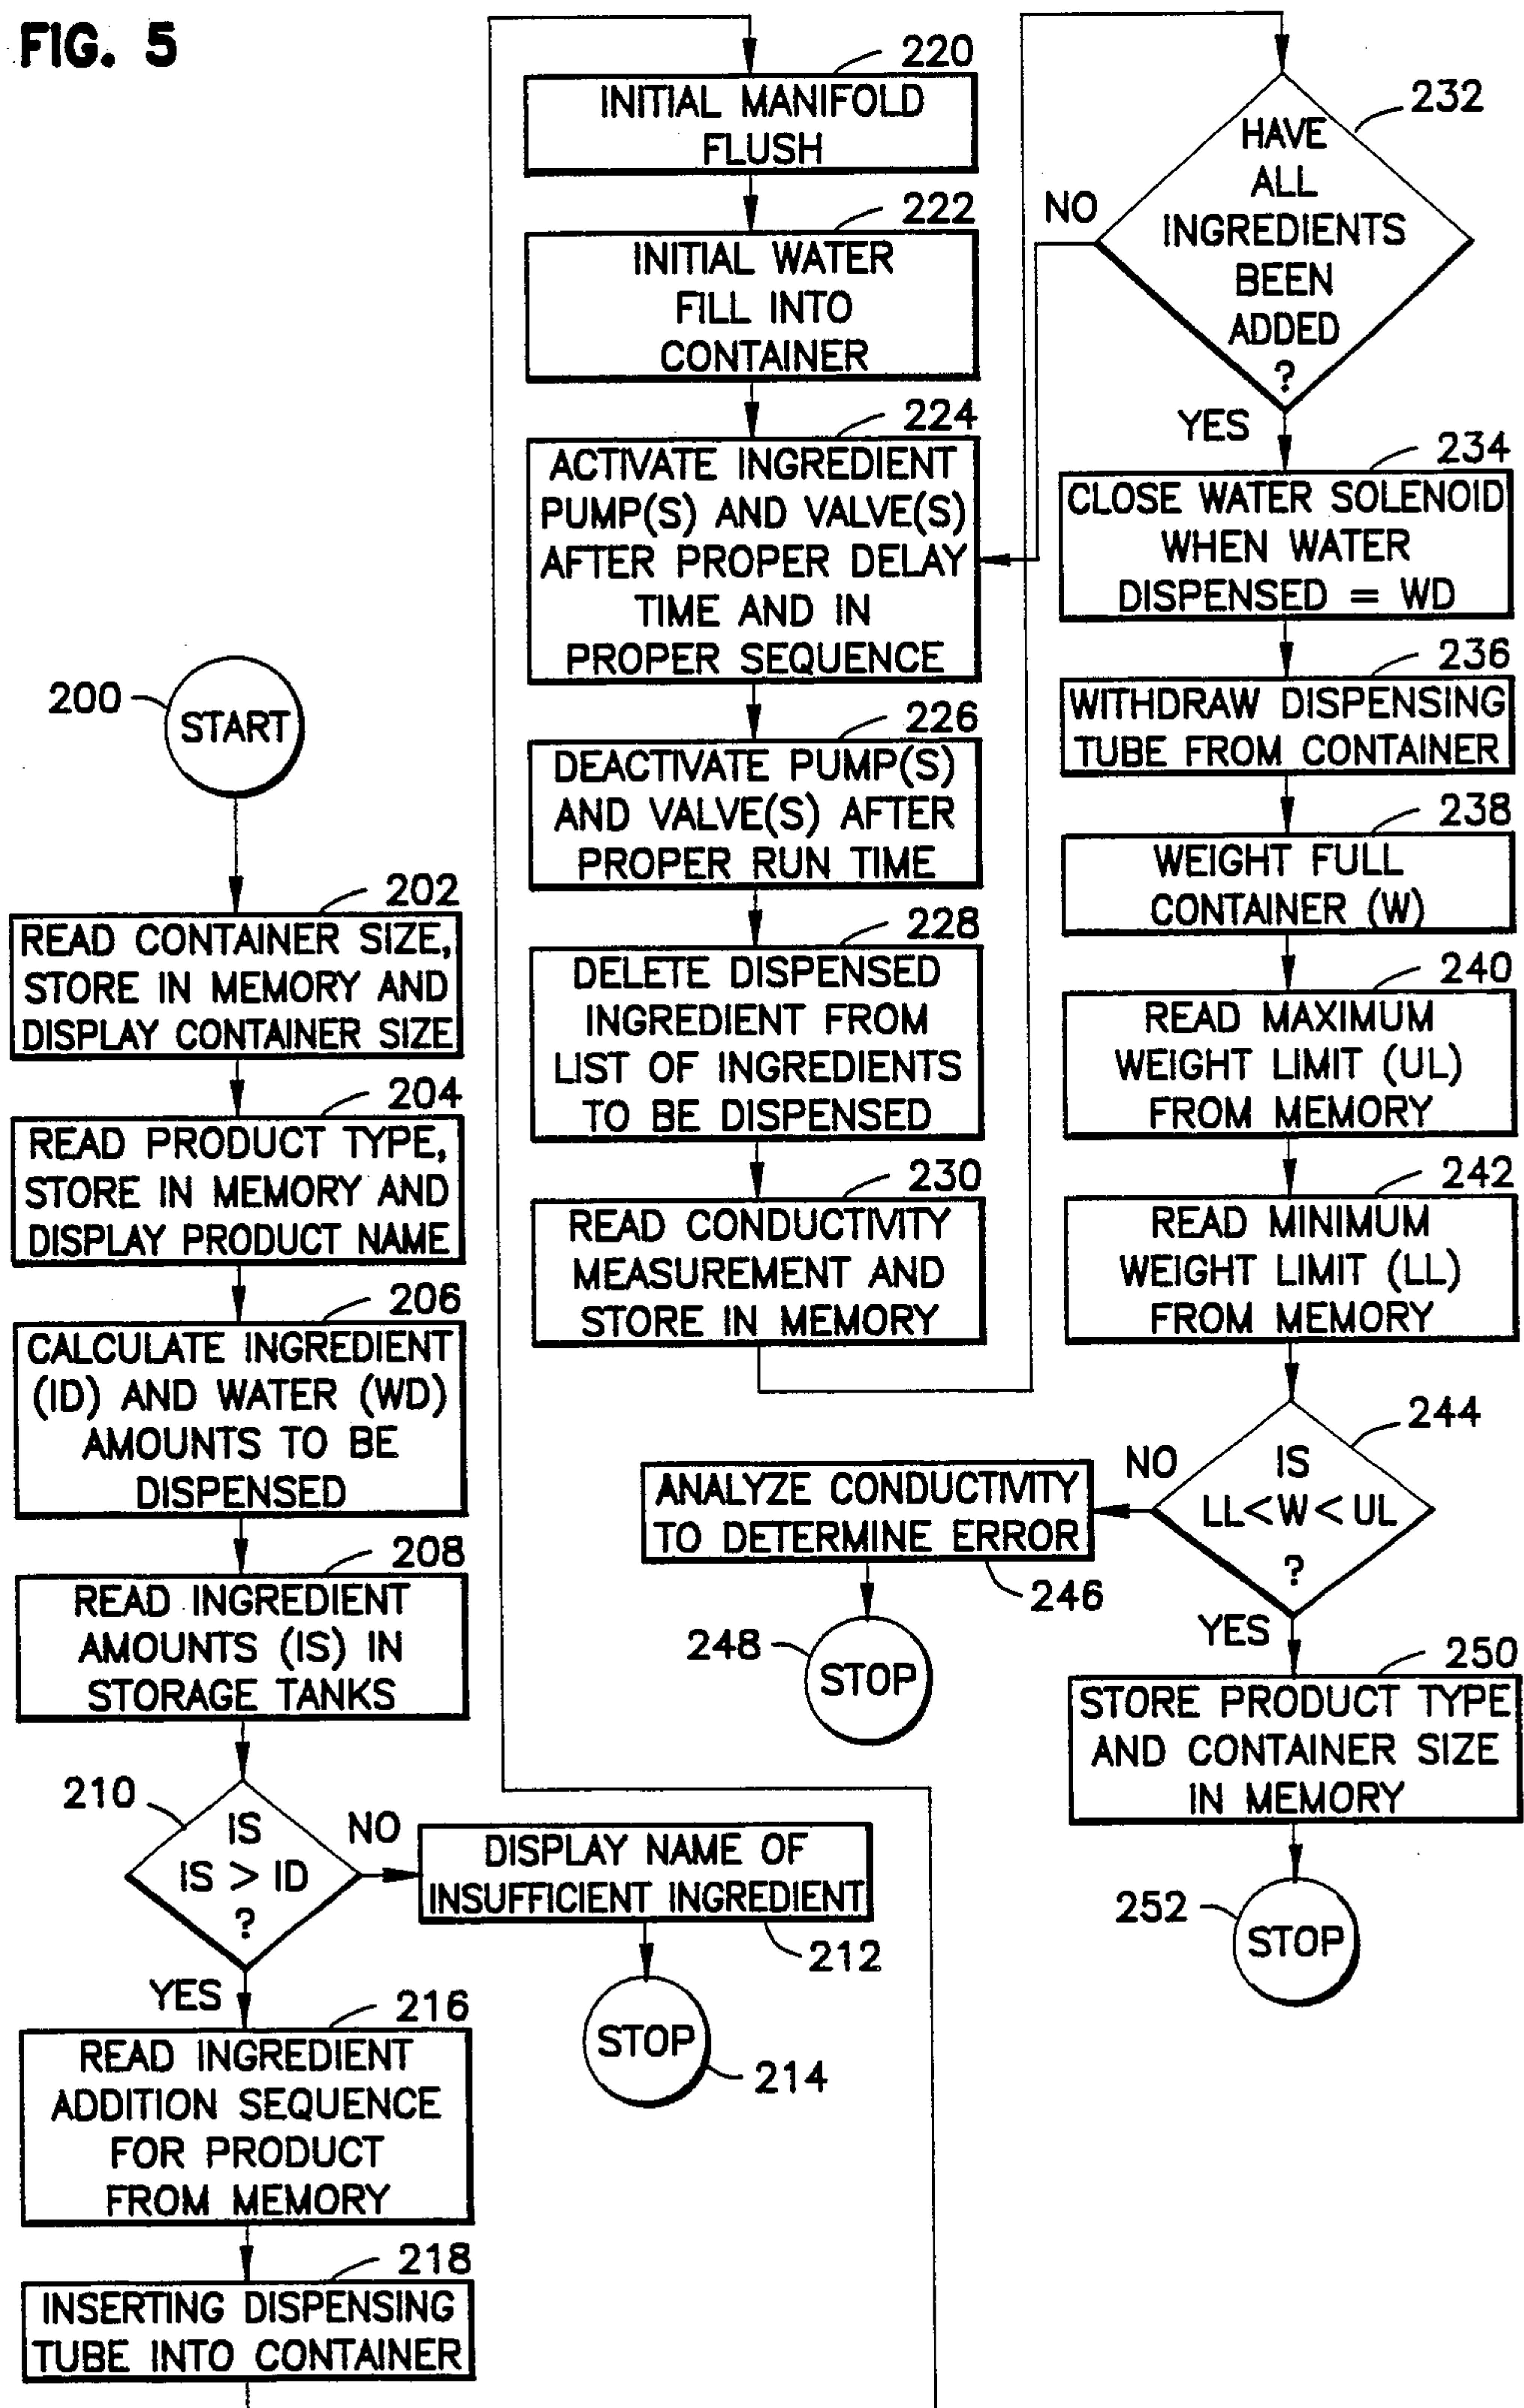 FIG. 5
200
START
202
READ CONTAINER SIZE,
STORE IN MEMORY AND
DISPLAY CONTAINER SIZE
204
READ PRODUCT TYPE,
STORE IN MEMORY AND
DISPLAY PRODUCT NAME
206
CALCULATE INGREDIENT
(ID) AND WATER (WD)
AMOUNTS TO BE
DISPENSED
208
READ INGREDIENT
AMOUNTS (IS) IN
STORAGE TANKS
210
IS
IS > ID
?
NO
DISPLAY NAME OF
INSUFFICIENT INGREDIENT
212
STOP
214
YES
216
READ INGREDIENT
ADDITION SEQUENCE
FOR PRODUCT
FROM MEMORY
218
INSERTING DISPENSING
TUBE INTO CONTAINER
220
INITIAL MANIFOLD
FLUSH
222
INITIAL WATER
FILL INTO
CONTAINER
224
ACTIVATE INGREDIENT
PUMP(S) AND VALVE(S)
AFTER PROPER DELAY
TIME AND IN
PROPER SEQUENCE
226
DEACTIVATE PUMP(S)
AND VALVE(S) AFTER
PROPER RUN TIME
228
DELETE DISPENSED
INGREDIENT FROM
LIST OF INGREDIENTS
TO BE DISPENSED
230
READ CONDUCTIVITY
MEASUREMENT AND
STORE IN MEMORY
232
HAVE
ALL
INGREDIENTS
BEEN
ADDED
?
NO
YES
234
CLOSE WATER SOLENOID
WHEN WATER
DISPENSED = WD
236
WITHDRAW DISPENSING
TUBE FROM CONTAINER
238
WEIGHT FULL
CONTAINER (W)
240
READ MAXIMUM
WEIGHT LIMIT (UL)
FROM MEMORY
242
READ MINIMUM
WEIGHT LIMIT (LL)
FROM MEMORY
244
IS
LL<W<UL
?
NO
ANALYZE CONDUCTIVITY
TO DETERMINE ERROR
246
248
STOP
YES
250
STORE PRODUCT TYPE
AND CONTAINER SIZE
IN MEMORY
252
STOP